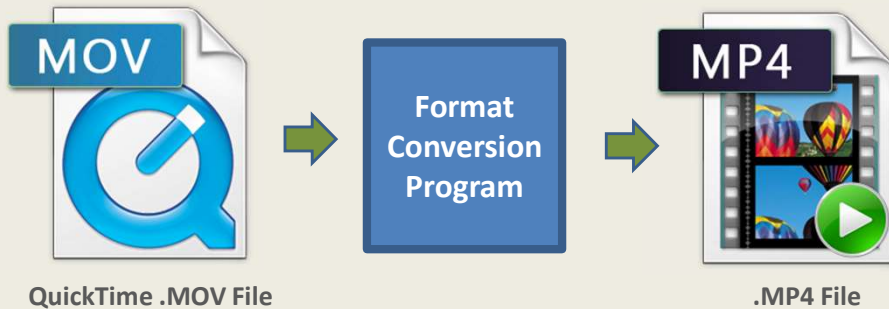 MOV
Format
Conversion
Program
MP4
QuickTime .MOV File
.MP4 File